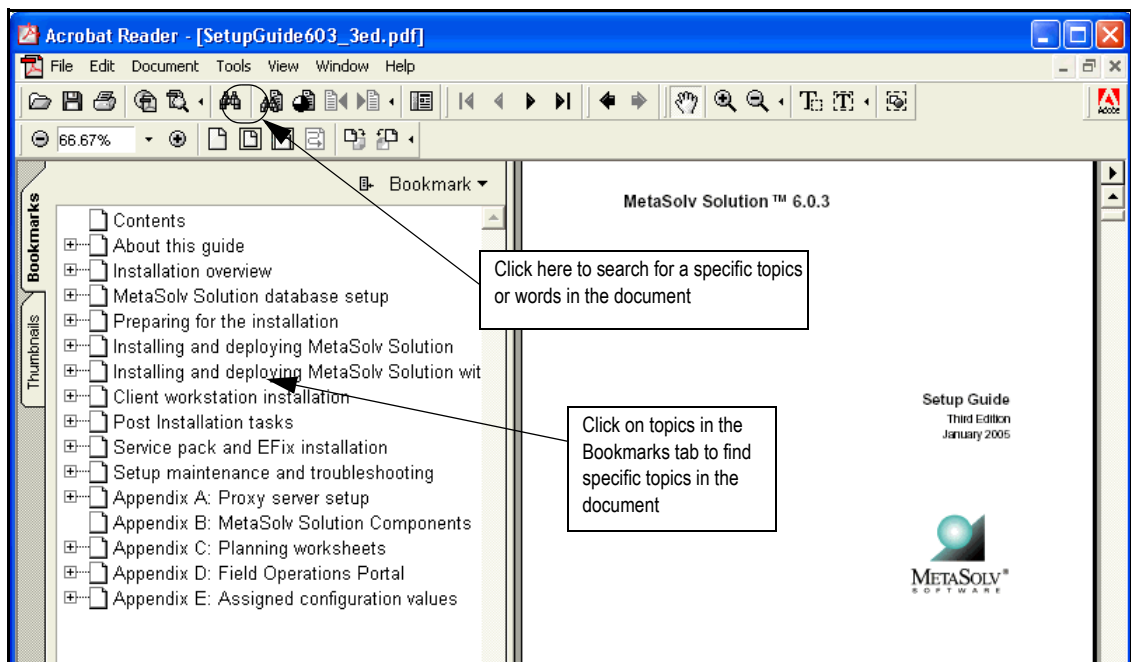 Acrobat Reader - [SetupGuide603_3ed.pdf]
File Edit Document Tools View Window Help
Adobe
66.67%
Bookmarks
Thumbnails
Bookmark
Contents
About this guide
Installation overview
MetaSolv Solution database setup
Preparing for the installation
Installing and deploying MetaSolv Solution
Installing and deploying MetaSolv Solution wit
Client workstation installation
Post Installation tasks
Service pack and EFix installation
Setup maintenance and troubleshooting
Appendix A: Proxy server setup
Appendix B: MetaSolv Solution Components
Appendix C: Planning worksheets
Appendix D: Field Operations Portal
Appendix E: Assigned configuration values
Click here to search for a specific topics
or words in the document
Click on topics in the
Bookmarks tab to find
specific topics in the
document
MetaSolv Solution ™ 6.0.3
Setup Guide
Third Edition
January 2005
METASOLV®
SOFTWARE